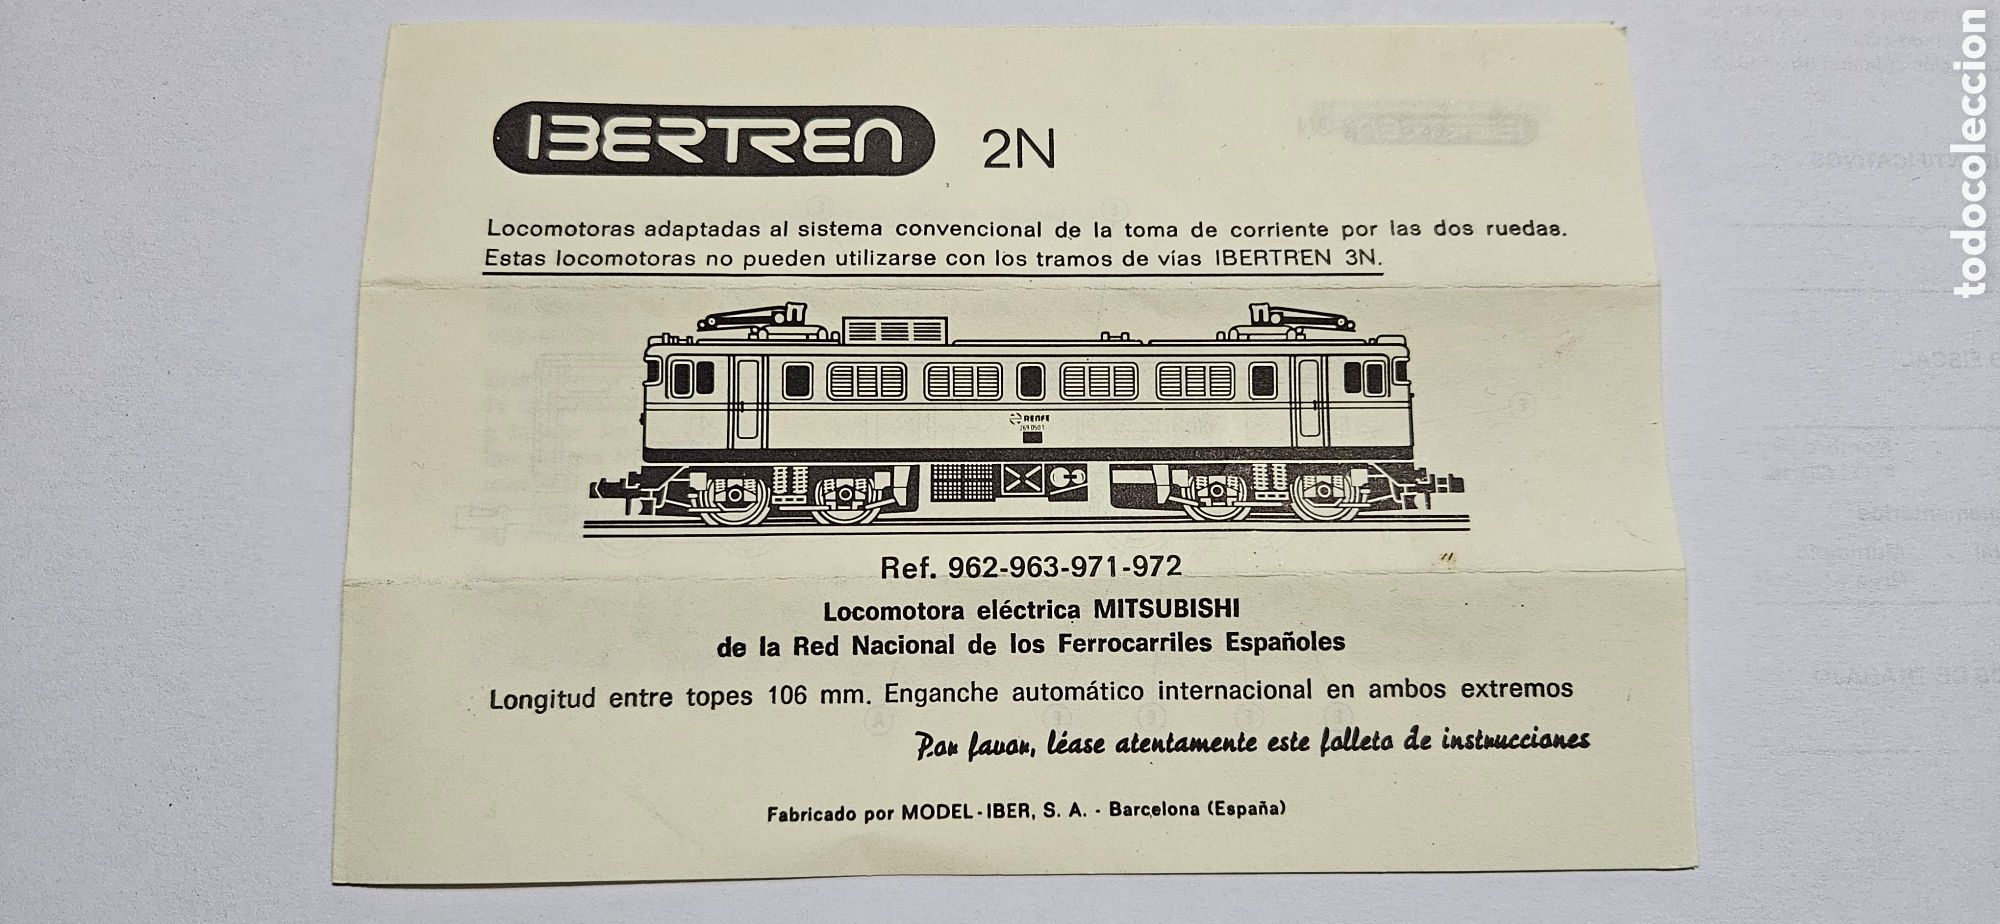 IBERTREN 2N
Locomotoras adaptadas al sistema convencional de la toma de corriente por las dos ruedas.
Estas locomotoras no pueden utilizarse con los tramos de vías IBERTREN 3N.
RENFE
769 0501
Ref. 962-963-971-972
Locomotora eléctrica MITSUBISHI
de la Red Nacional de los Ferrocarriles Españoles
Longitud entre topes 106 mm. Enganche automático internacional en ambos extremos
Por favor, léase atentamente este folleto de instrucciones
Fabricado por MODEL-IBER, S. A. - Barcelona (España)
todocoleccion